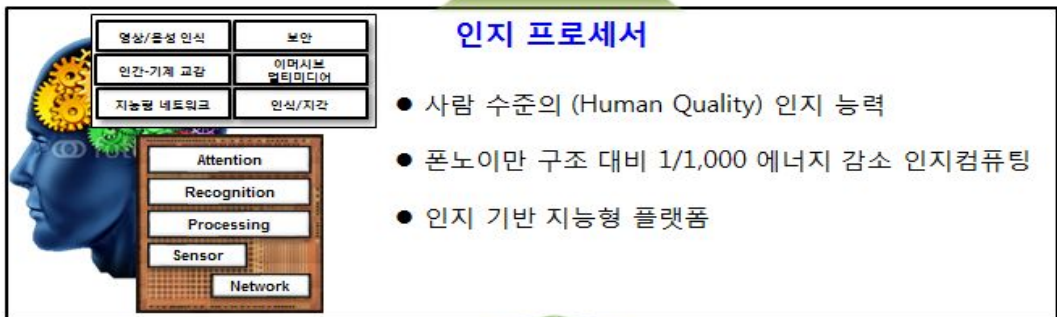 영상/음성 인식
보안
인간-기계 교감
이머시브
멀티미디어
지능형 네트워크
인식/지각
Attention
Recognition
Processing
Sensor
Network
인지 프로세서
● 사람 수준의 (Human Quality) 인지 능력
● 폰노이만 구조 대비 1/1,000 에너지 감소 인지컴퓨팅
● 인지 기반 지능형 플랫폼